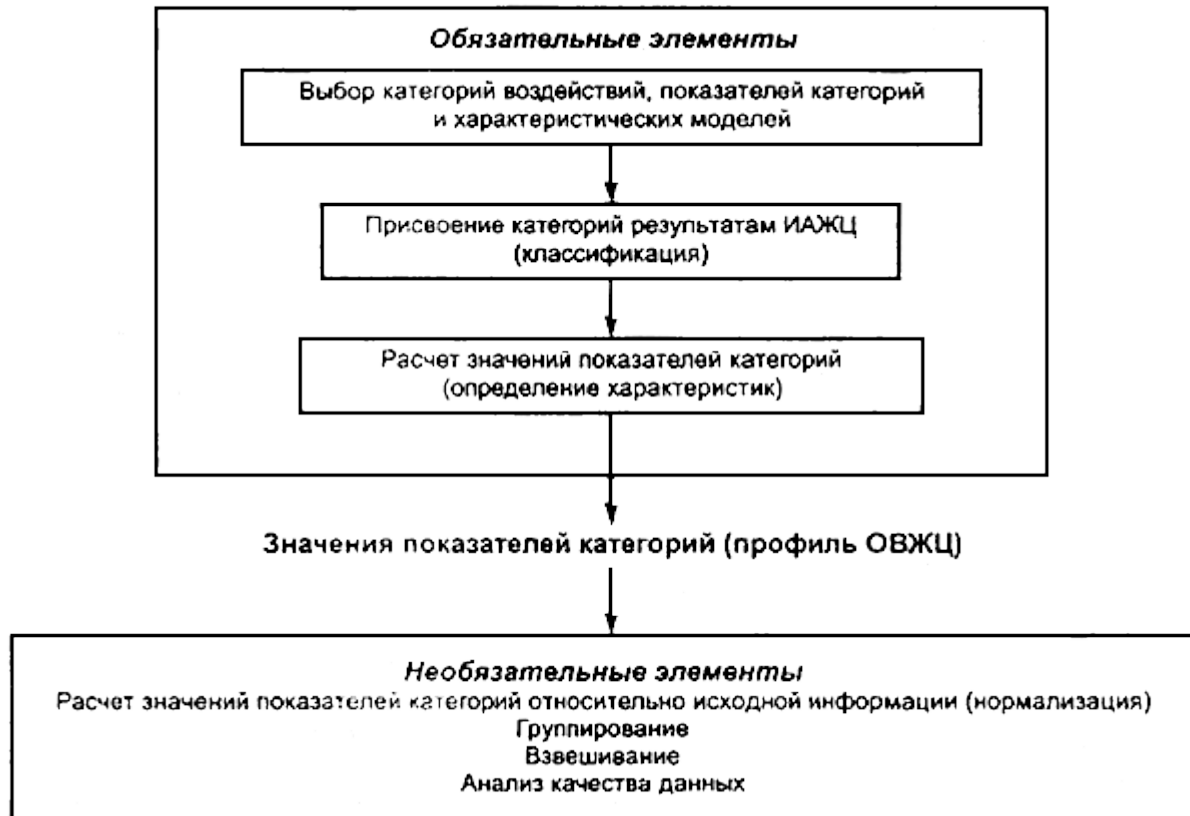 Обязательные элементы
Выбор категорий воздействий, показателей категорий
и характеристических моделей
Присвоение категорий результатам ИАЖЦ
(классификация)
Расчет значений показателей категорий
(определение характеристик)
Значения показателей категорий (профиль ОВЖЦ)
Необязательные элементы
Расчет значений показателей категорий относительно исходной информации (нормализация)
Группирование
Взвешивание
Анализ качества данных